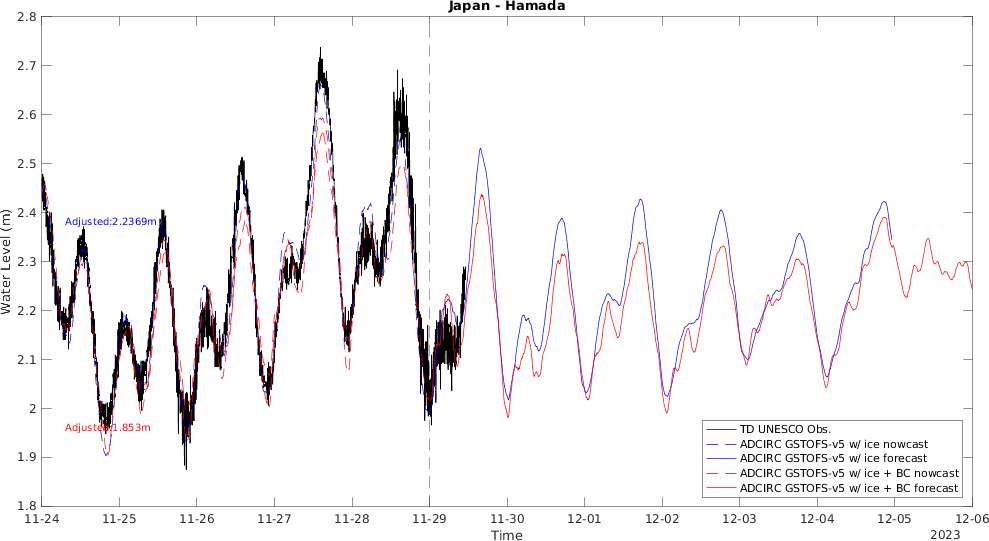 Japan - Hamada
2.8
2.7
2.6
2.5
2.4
2.3
2.2
2.1
2
1.9
1.8
Water Level (m)
Adjusted:2.2369m
Adjusted:1.853m
TD UNESCO Obs.
ADCIRC GSTOFS-v5 w/ ice nowcast
ADCIRC GSTOFS-v5 w/ ice forecast
ADCIRC GSTOFS-v5 w/ ice + BC nowcast
ADCIRC GSTOFS-v5 w/ ice + BC forecast
11-24 11-25 11-26 11-27 11-28 11-29 11-30 12-01 12-02 12-03 12-04 12-05 12-06
Time
2023